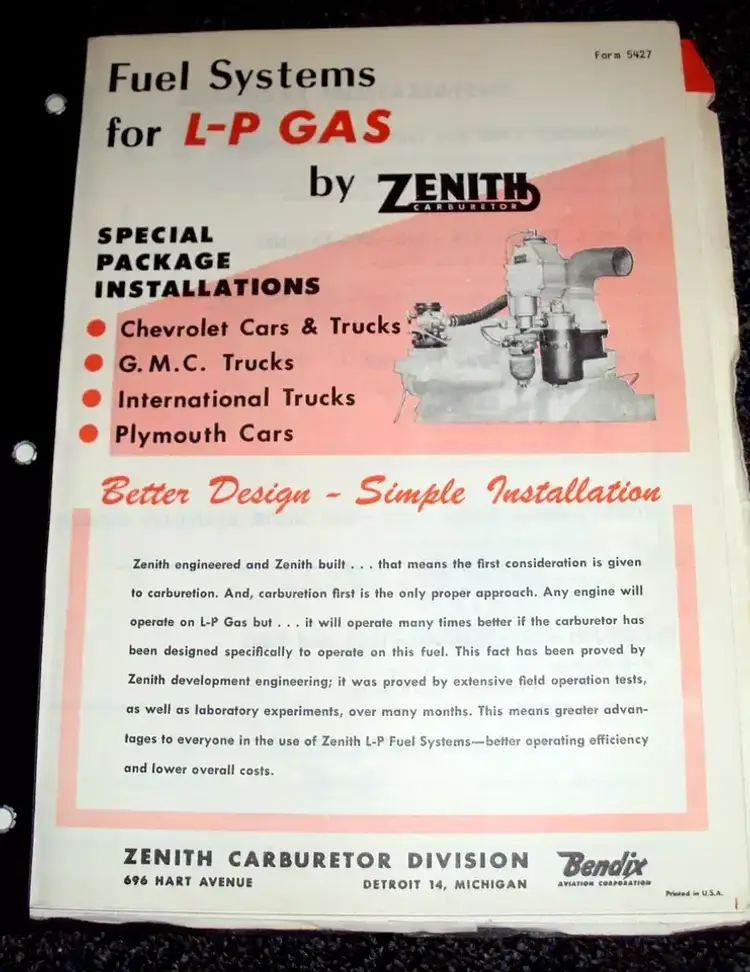 Form 5427
Fuel Systems
for L-P GAS
by ZENITH
CARBURETOR
SPECIAL
PACKAGE
INSTALLATIONS
Chevrolet Cars & Trucks
G.M.C. Trucks
International Trucks
Plymouth Cars
Better Design - Simple Installation
Zenith engineered and Zenith built . . . that means the first consideration is given
to carburetion. And, carburetion first is the only proper approach. Any engine will
operate on L-P Gas but . . . it will operate many times better if the carburetor has
been designed specifically to operate on this fuel. This fact has been proved by
Zenith development engineering; it was proved by extensive field operation tests,
as well as laboratory experiments, over many months. This means greater advan-
tages to everyone in the use of Zenith L-P Fuel Systems—better operating efficiency
and lower overall costs.
ZENITH CARBURETOR DIVISION
696 HART AVENUE DETROIT 14, MICHIGAN
Bendix
AVIATION CORPORATION
Printed in U.S.A.